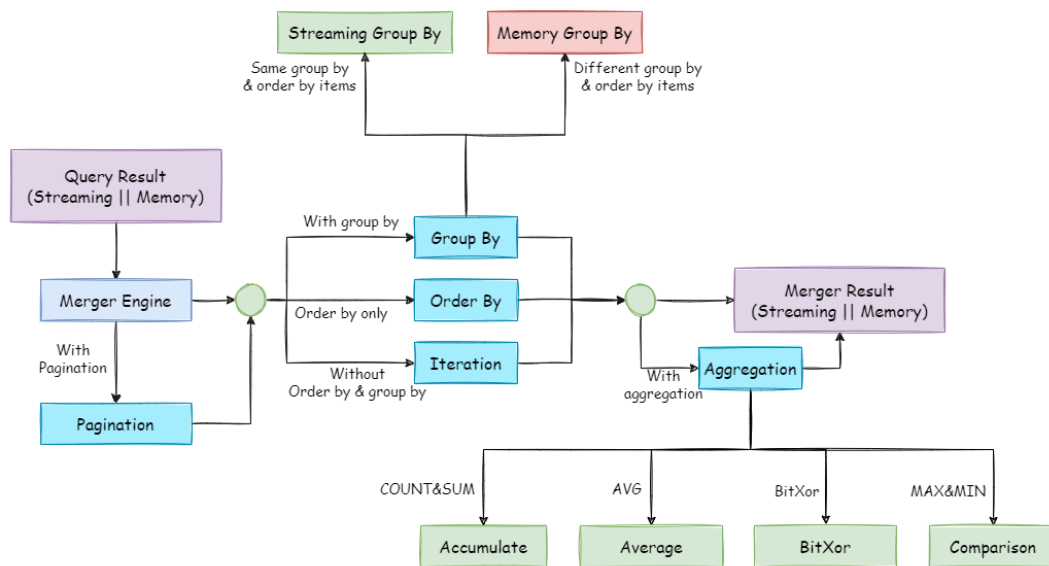 Streaming Group By
Memory Group By
Same group by
& order by items
Different group by
& order by items
Query Result
(Streaming || Memory)
With group by
Group By
Merger Engine
Order By
Order by only
Merger Result
(Streaming || Memory)
With
Pagination
Iteration
Without
Order by & group by
Aggregation
With
aggregation
Pagination
COUNT&SUM
AVG
BitXor
MAX&MIN
Accumulate
Average
BitXor
Comparison